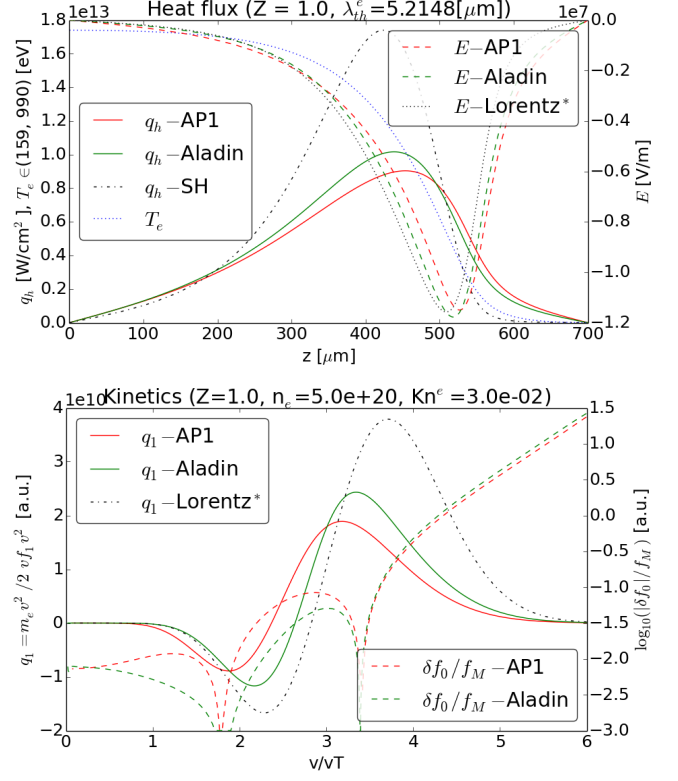 1e13
Heat flux (Z = 1.0, λ_th^e=5.2148[μm])
1e7
1.8
1.6
1.4
1.2
1.0
0.8
0.6
0.4
0.2
0.0
q_h [W/cm²], T_e ∈(159, 990) [eV]
q_h−AP1
q_h−Aladin
q_h−SH
T_e
E−AP1
E−Aladin
E−Lorentz*
0.0
−0.2
−0.4
−0.6
−0.8
−1.0
−1.2
E [V/m]
0 100 200 300 400 500 600 700
z [μm]
1e10
Kinetics (Z=1.0, n_e=5.0e+20, Kn^e=3.0e-02)
4
3
2
1
0
−1
−2
q_1 = m_e v²/2 v f_1 v² [a.u.]
q_1−AP1
q_1−Aladin
q_1−Lorentz*
δf_0/f_M−AP1
δf_0/f_M−Aladin
1.5
1.0
0.5
0.0
−0.5
−1.0
−1.5
−2.0
−2.5
−3.0
log_10(|δf_0|/f_M) [a.u.]
0 1 2 3 4 5 6
v/vT